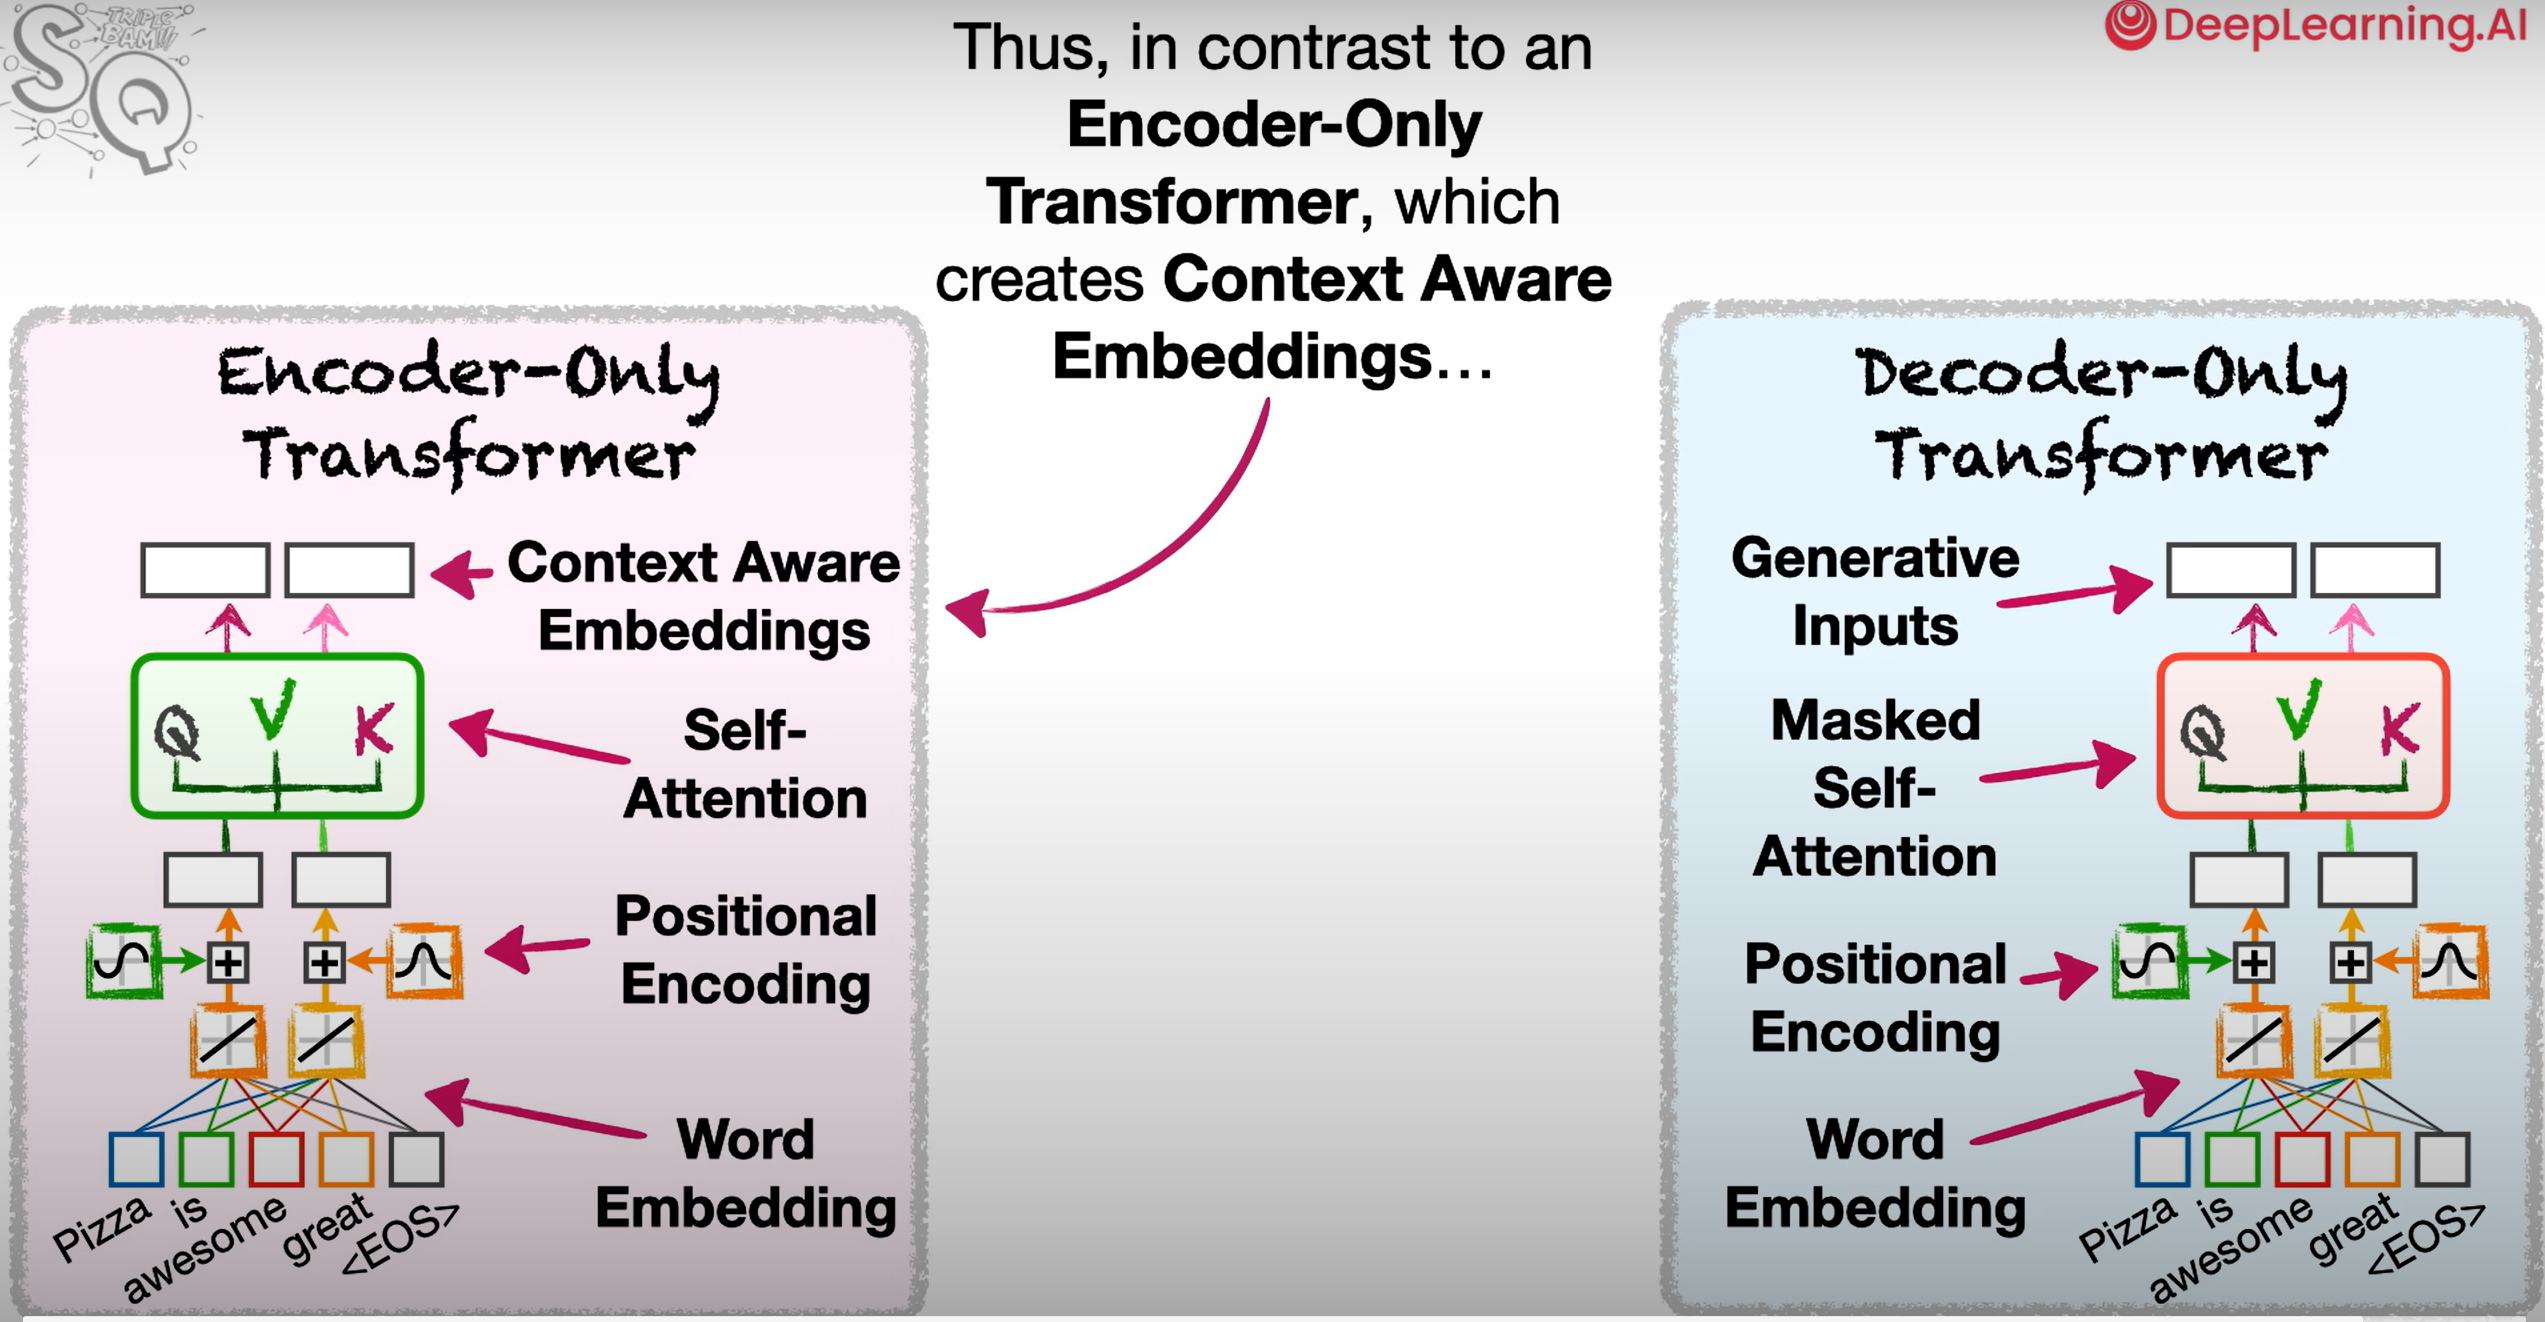 SQ
TRIPLE
BAM!!!
DeepLearning.AI
Thus, in contrast to an
Encoder-Only
Transformer, which
creates Context Aware
Embeddings...
Encoder-Only
Transformer
Context Aware
Embeddings
Q V K
Self-
Attention
Positional
Encoding
+ +
Word
Embedding
Pizza is awesome great <EOS>
Decoder-Only
Transformer
Generative
Inputs
Q V K
Masked
Self-
Attention
Positional
Encoding
+ +
Word
Embedding
Pizza is awesome great <EOS>